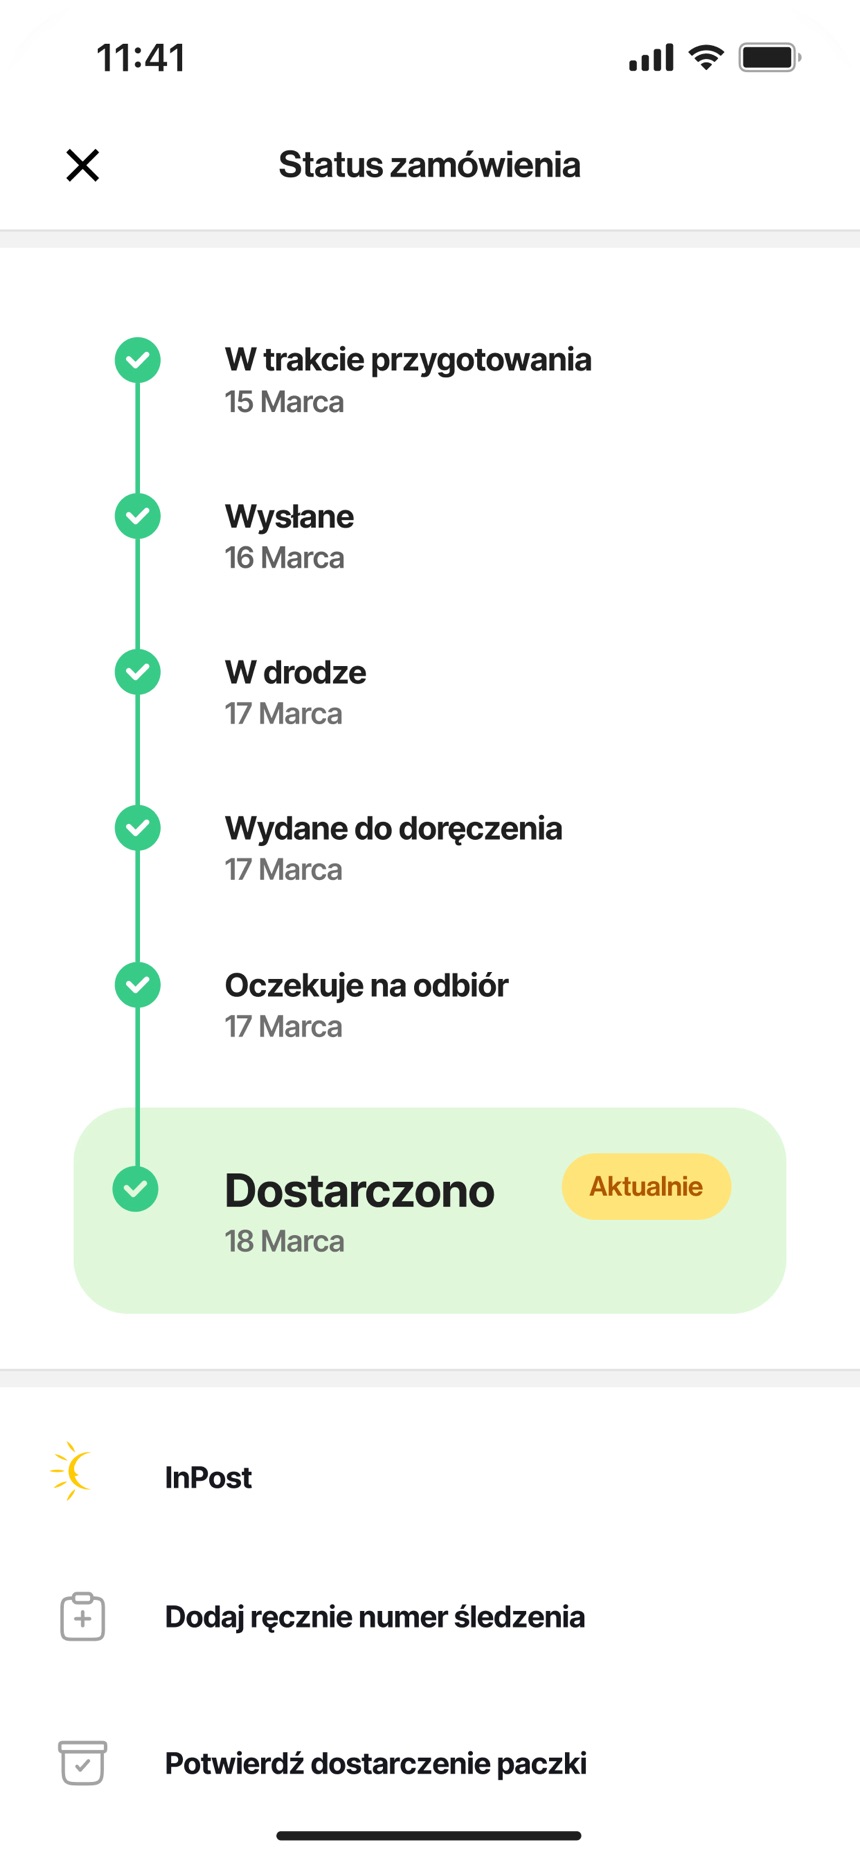 11:41
Status zamówienia
W trakcie przygotowania
15 Marca
Wysłane
16 Marca
W drodze
17 Marca
Wydane do doręczenia
17 Marca
Oczekuje na odbiór
17 Marca
Dostarczono
Aktualnie
18 Marca
InPost
Dodaj ręcznie numer śledzenia
Potwierdź dostarczenie paczki